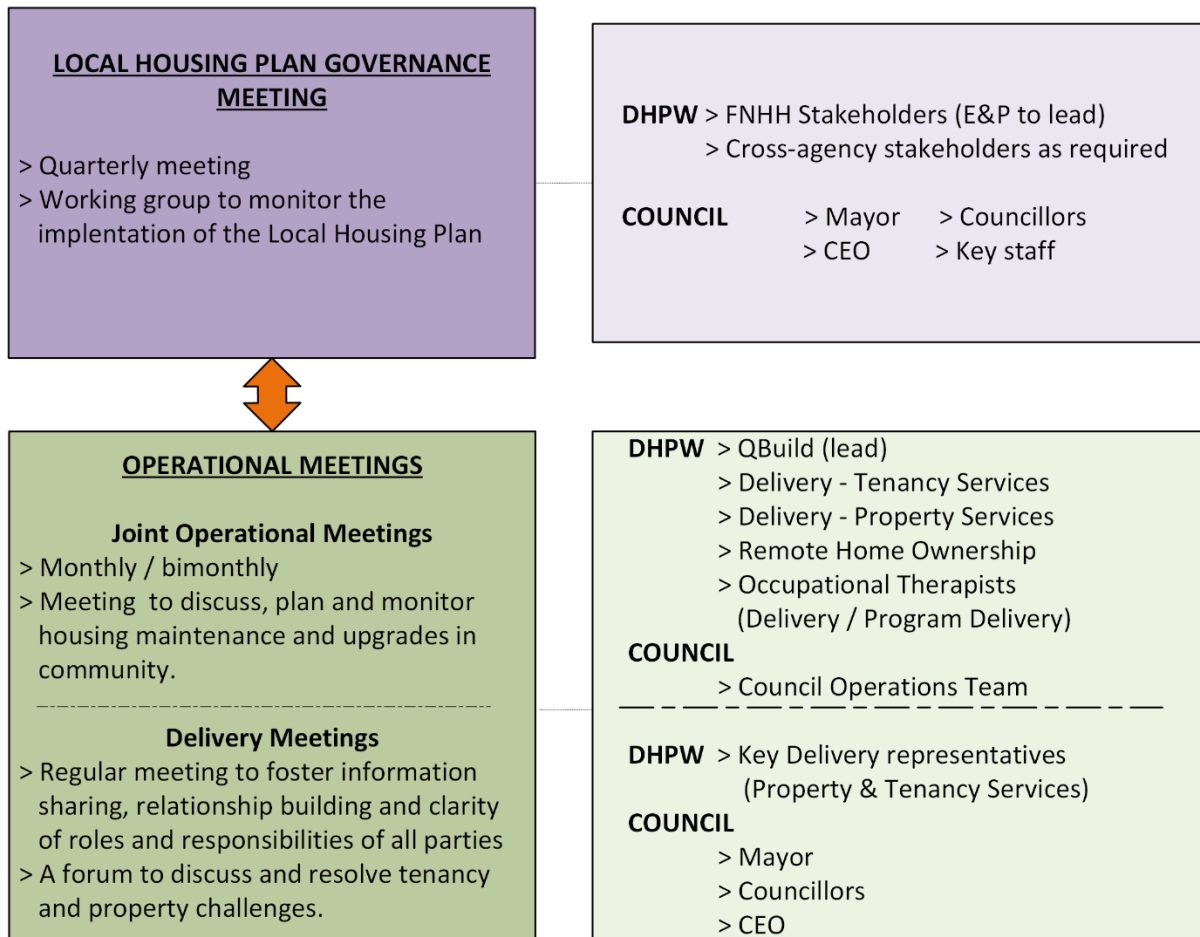 LOCAL HOUSING PLAN GOVERNANCE
MEETING
> Quarterly meeting
> Working group to monitor the
implentation of the Local Housing Plan
DHPW > FNHH Stakeholders (E&P to lead)
> Cross-agency stakeholders as required
COUNCIL > Mayor > Councillors
> CEO > Key staff
OPERATIONAL MEETINGS
Joint Operational Meetings
> Monthly / bimonthly
> Meeting to discuss, plan and monitor
housing maintenance and upgrades in
community.
Delivery Meetings
> Regular meeting to foster information
sharing, relationship building and clarity
of roles and responsibilities of all parties
> A forum to discuss and resolve tenancy
and property challenges.
DHPW > QBuild (lead)
> Delivery - Tenancy Services
> Delivery - Property Services
> Remote Home Ownership
> Occupational Therapists
(Delivery / Program Delivery)
COUNCIL
> Council Operations Team
DHPW > Key Delivery representatives
(Property & Tenancy Services)
COUNCIL
> Mayor
> Councillors
> CEO